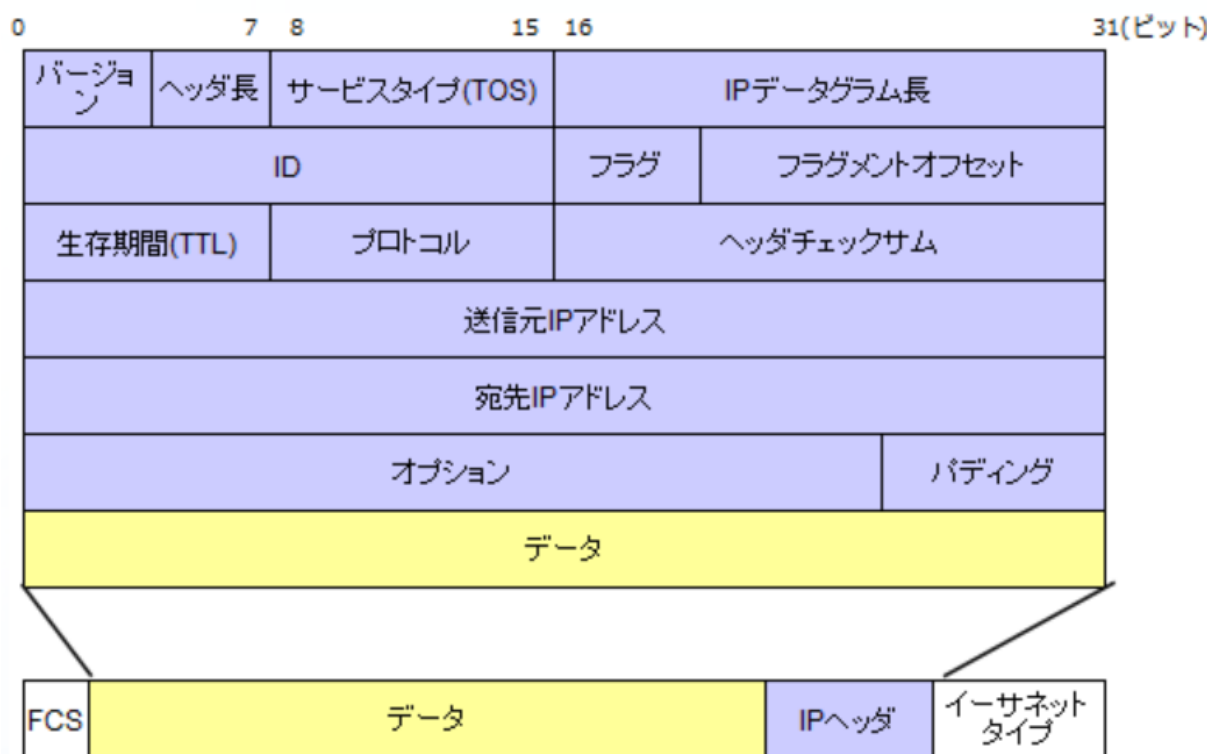 0 7 8 15 16 31(ビット)
バージョ
ン
ヘッダ長
サービスタイプ(TOS)
IPデータグラム長
ID
フラグ
フラグメントオフセット
生存期間(TTL)
プロトコル
ヘッダチェックサム
送信元IPアドレス
宛先IPアドレス
オプション
パディング
データ
FCS
データ
IPヘッダ
イーサネット
タイプ